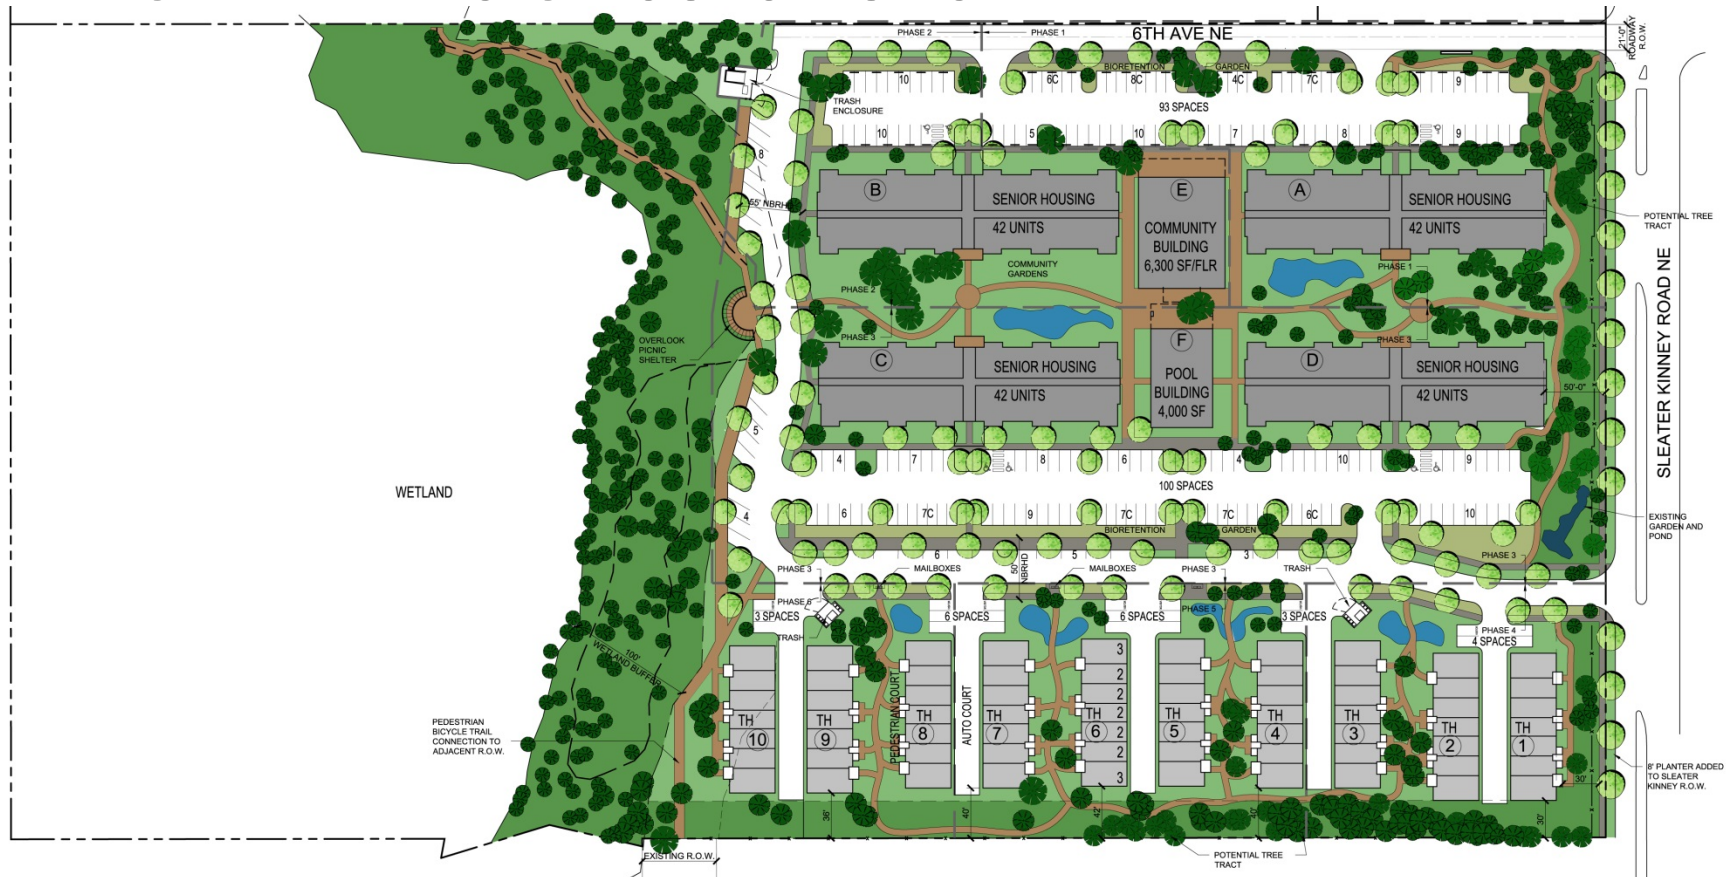 PHASE 2
PHASE 1
6TH AVE NE
21'-0"
ROADWAY
R.O.W.
BIORETENTION
GARDEN
10
6C
8C
4C
7C
9
TRASH
ENCLOSURE
93 SPACES
10
5
10
7
8
9
8
B
SENIOR HOUSING
42 UNITS
E
COMMUNITY
BUILDING
6,300 SF/FLR
A
SENIOR HOUSING
42 UNITS
55' NBRHD
POTENTIAL TREE
TRACT
SLEATER KINNEY ROAD NE
COMMUNITY
GARDENS
PHASE 1
PHASE 2
PHASE 3
PHASE 3
OVERLOOK
PICNIC
SHELTER
C
SENIOR HOUSING
42 UNITS
F
POOL
BUILDING
4,000 SF
D
SENIOR HOUSING
42 UNITS
50'-0"
5
4
7
8
6
4
10
9
WETLAND
100 SPACES
4
6
7C
9
7C
7C
6C
10
BIORETENTION
GARDEN
EXISTING
GARDEN AND
POND
6
5
3
50'
NBRHD
PHASE 3
MAILBOXES
MAILBOXES
PHASE 3
TRASH
PHASE 3
PHASE 6
PHASE 5
3 SPACES
6 SPACES
6 SPACES
3 SPACES
PHASE 4
4 SPACES
TRASH
100'
WETLAND BUFFER
PEDESTRIAN
BICYCLE TRAIL
CONNECTION TO
ADJACENT R.O.W.
TH
10
TH
9
PEDESTRIAN COURT
TH
8
AUTO COURT
TH
7
3
2
2
2
2
2
3
TH
6
TH
5
TH
4
TH
3
TH
2
TH
1
8' PLANTER ADDED
TO SLEATER
KINNEY R.O.W.
30'
36'
40'
42'
40'
30'
EXISTING R.O.W.
POTENTIAL TREE
TRACT